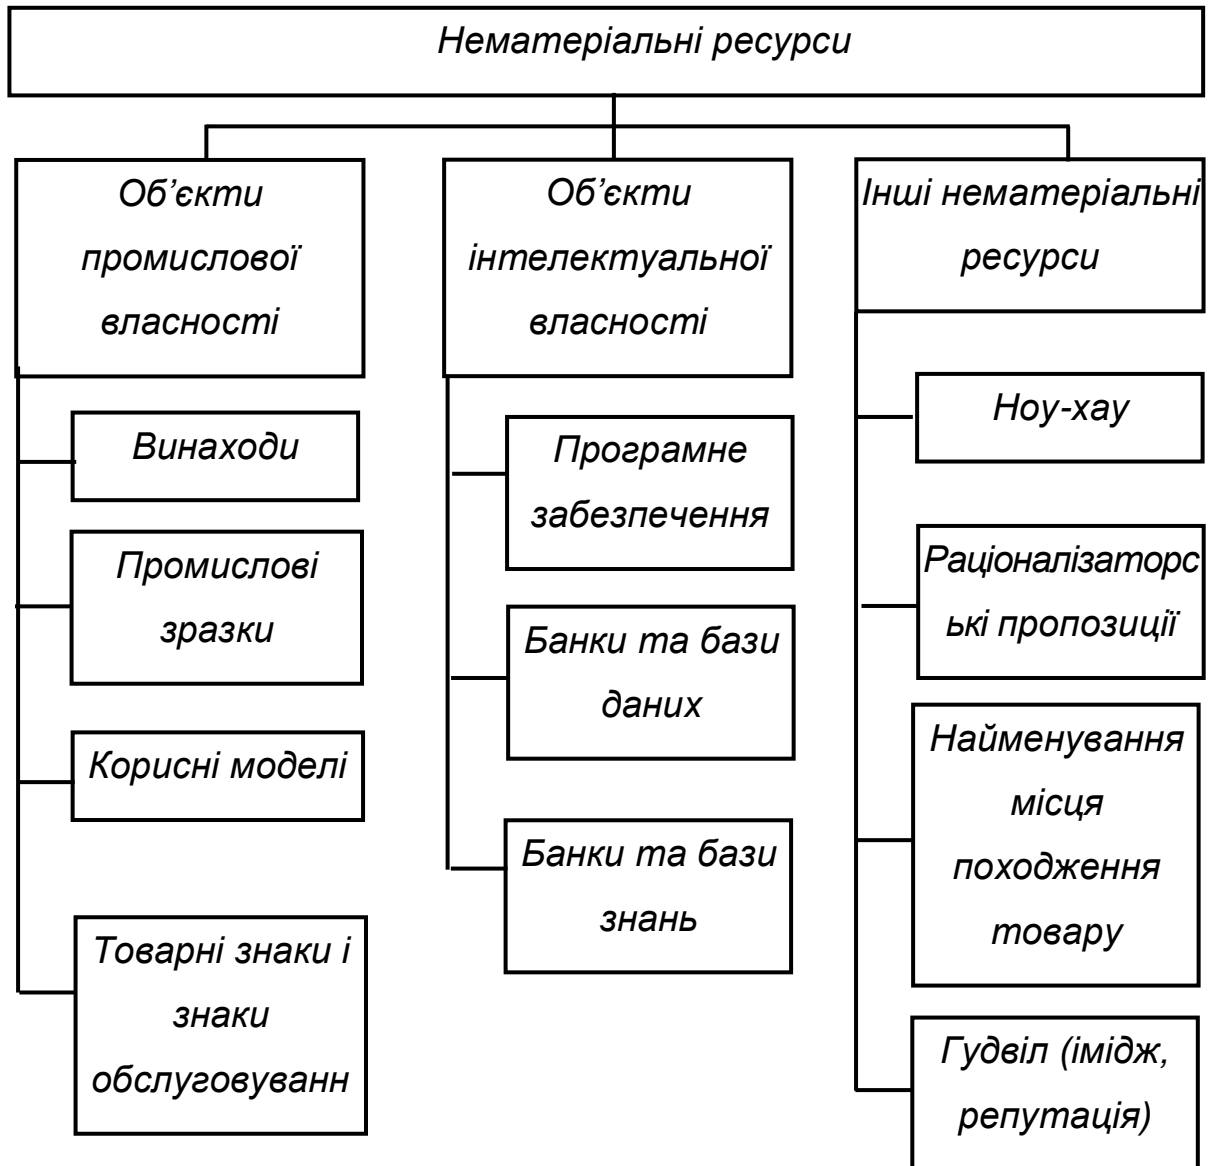 Нематеріальні ресурси
Об’єкти
промислової
власності
Винаходи
Промислові
зразки
Корисні моделі
Товарні знаки і
знаки
обслуговуванн
Об’єкти
інтелектуальної
власності
Програмне
забезпечення
Банки та бази
даних
Банки та бази
знань
Інші нематеріальні
ресурси
Ноу-хау
Раціоналізаторс
ькі пропозиції
Найменування
місця
походження
товару
Гудвіл (імідж,
репутація)